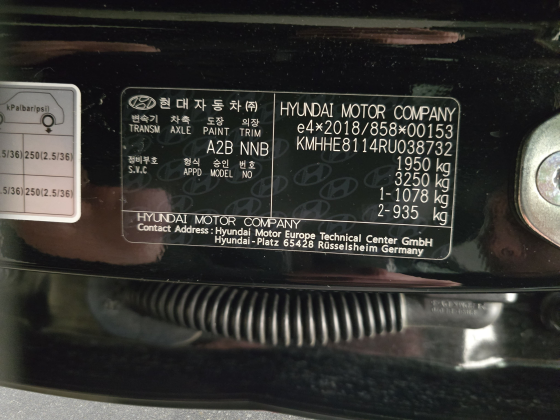 kPa(bar/psi)
.5/36) 250(2.5/36)
.5/36) 250(2.5/36)
현대자동차(주)
변속기 차축 도장 의장
TRANSM AXLE PAINT TRIM
A2B NNB
정비부호 형식 승인 번호
S.V.C APPD MODEL NO
HYUNDAI MOTOR COMPANY
e4*2018/858*00153
KMHHE8114RU038732
1950 kg
3250 kg
1-1078 kg
2-935 kg
HYUNDAI MOTOR COMPANY
Contact Address : Hyundai Motor Europe Technical Center GmbH
Hyundai-Platz 65428 Rüsselsheim Germany